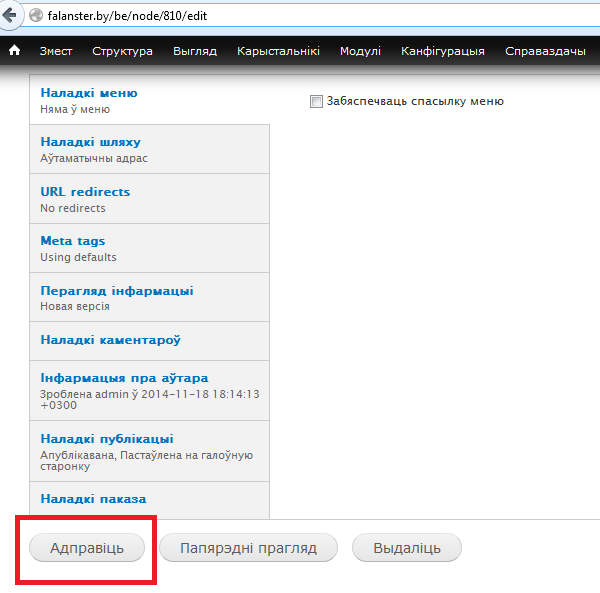 falanster.by/be/node/810/edit
Змест Структура Выгляд Карыстальнікі Модулі Канфігурацыя Справаздачы
Наладкі меню
Няма ў меню
Забяспечваць спасылку меню
Наладкі шляху
Аўтаматычны адрас
URL redirects
No redirects
Meta tags
Using defaults
Перагляд інфармацыі
Новая версія
Наладкі каментароў
Інфармацыя пра аўтара
Зроблена admin ў 2014-11-18 18:14:13
+0300
Наладкі публікацыі
Апублікавана, Пастаўлена на галоўную
старонку
Наладкі паказа
Адправіць Папярэдні прагляд Выдаліць